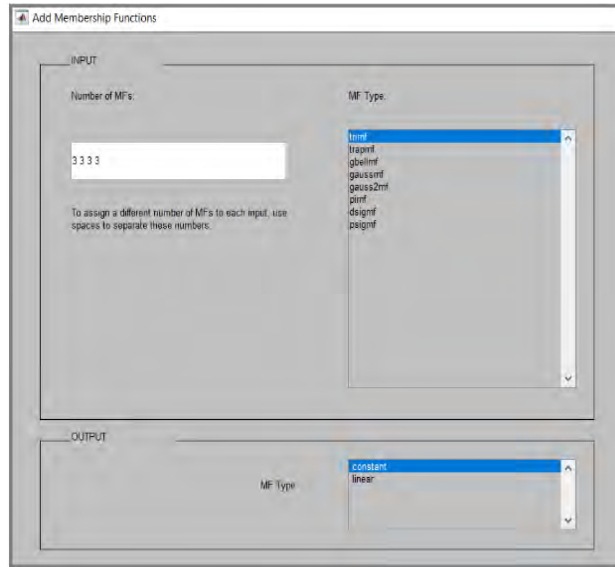 Add Membership Functions
INPUT
Number of MFs:
3 3 3 3
To assign a different number of MFs to each input, use
spaces to separate these numbers.
MF Type:
trimf
trapmf
gbellmf
gaussmf
gauss2mf
pimf
dsigmf
psigmf
OUTPUT
MF Type
constant
linear